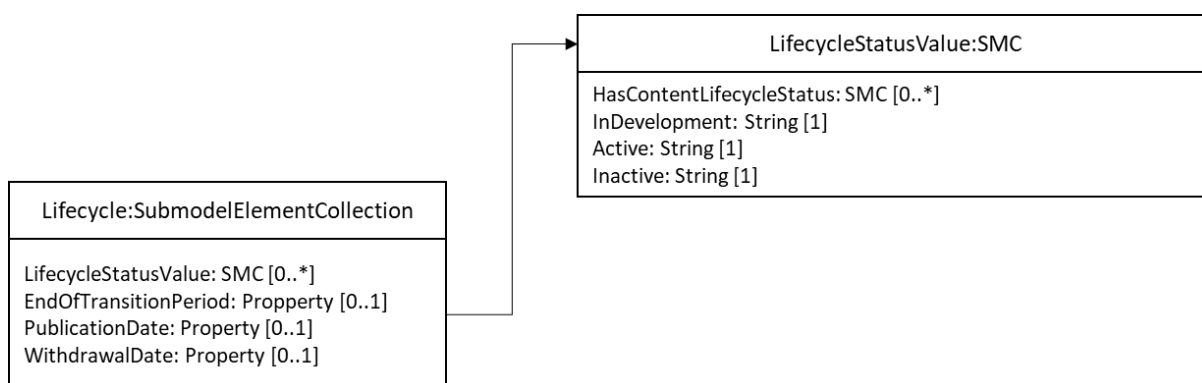 LifecycleStatusValue:SMC
HasContentLifecycleStatus: SMC [0..*]
InDevelopment: String [1]
Active: String [1]
Inactive: String [1]
Lifecycle:SubmodelElementCollection
LifecycleStatusValue: SMC [0..*]
EndOfTransitionPeriod: Propperty [0..1]
PublicationDate: Property [0..1]
WithdrawalDate: Property [0..1]